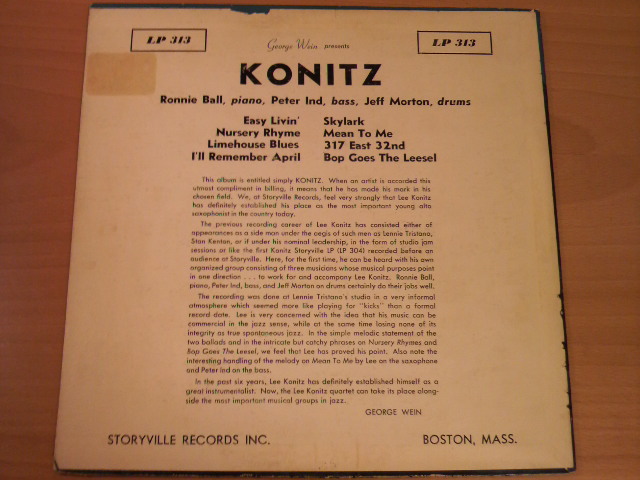 LP 313
LP 313
George Wein presents
KONITZ
Ronnie Ball, piano, Peter Ind, bass, Jeff Morton, drums
Easy Livin' Skylark
Nursery Rhyme Mean To Me
Limehouse Blues 317 East 32nd
I'll Remember April Bop Goes The Leesel
This album is entitled simply KONITZ. When an artist is accorded this
utmost compliment in billing, it means that he has made his mark in his
chosen field. We, at Storyville Records, feel very strongly that Lee Konitz
has definitely established his place as the most important young alto
saxophonist in the country today.
The previous recording career of Lee Konitz has consisted either of
appearances as a side man under the aegis of such men as Lennie Tristano,
Stan Kenton, or if under his nominal leadership, in the form of studio jam
sessions or like the first Konitz Storyville LP (LP 304) recorded before an
audience at Storyville. Here, for the first time, he can be heard with his own
organized group consisting of three musicians whose musical purposes point
in one direction . . . to work for and accompany Lee Konitz. Ronnie Ball,
piano, Peter Ind, bass, and Jeff Morton on drums certainly do their jobs well.
The recording was done at Lennie Tristano's studio in a very informal
atmosphere which seemed more like playing for "kicks" than a formal
record date. Lee is very concerned with the idea that his music can be
commercial in the jazz sense, while at the same time losing none of its
integrity as true spontaneous jazz. In the simple melodic statement of the
two ballads and in the intricate but catchy phrases on Nursery Rhymes and
Bop Goes The Leesel, we feel that Lee has proved his point. Also note the
interesting handling of the melody on Mean To Me by Lee on the saxophone
and Peter Ind on the bass.
In the past six years, Lee Konitz has definitely established himself as a
great instrumentalist. Now, the Lee Konitz quartet can take its place along-
side the most important musical groups in jazz.
GEORGE WEIN
STORYVILLE RECORDS INC. BOSTON, MASS.